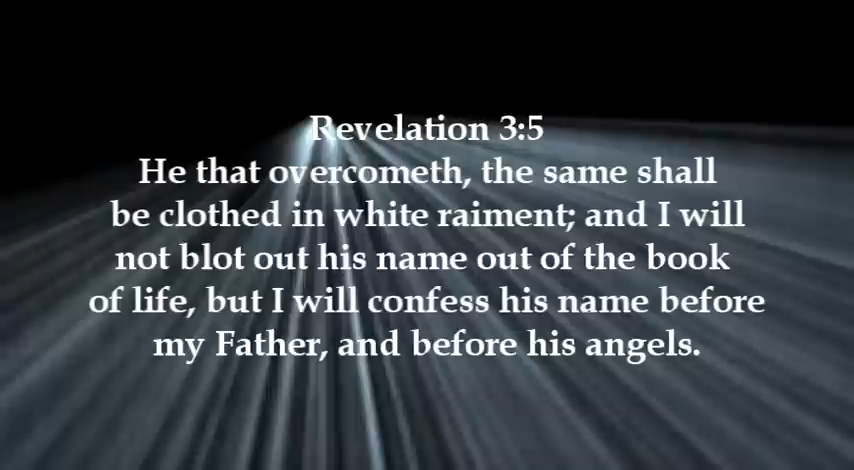 Revelation 3:5
He that overcometh, the same shall
be clothed in white raiment; and I will
not blot out his name out of the book
of life, but I will confess his name before
my Father, and before his angels.